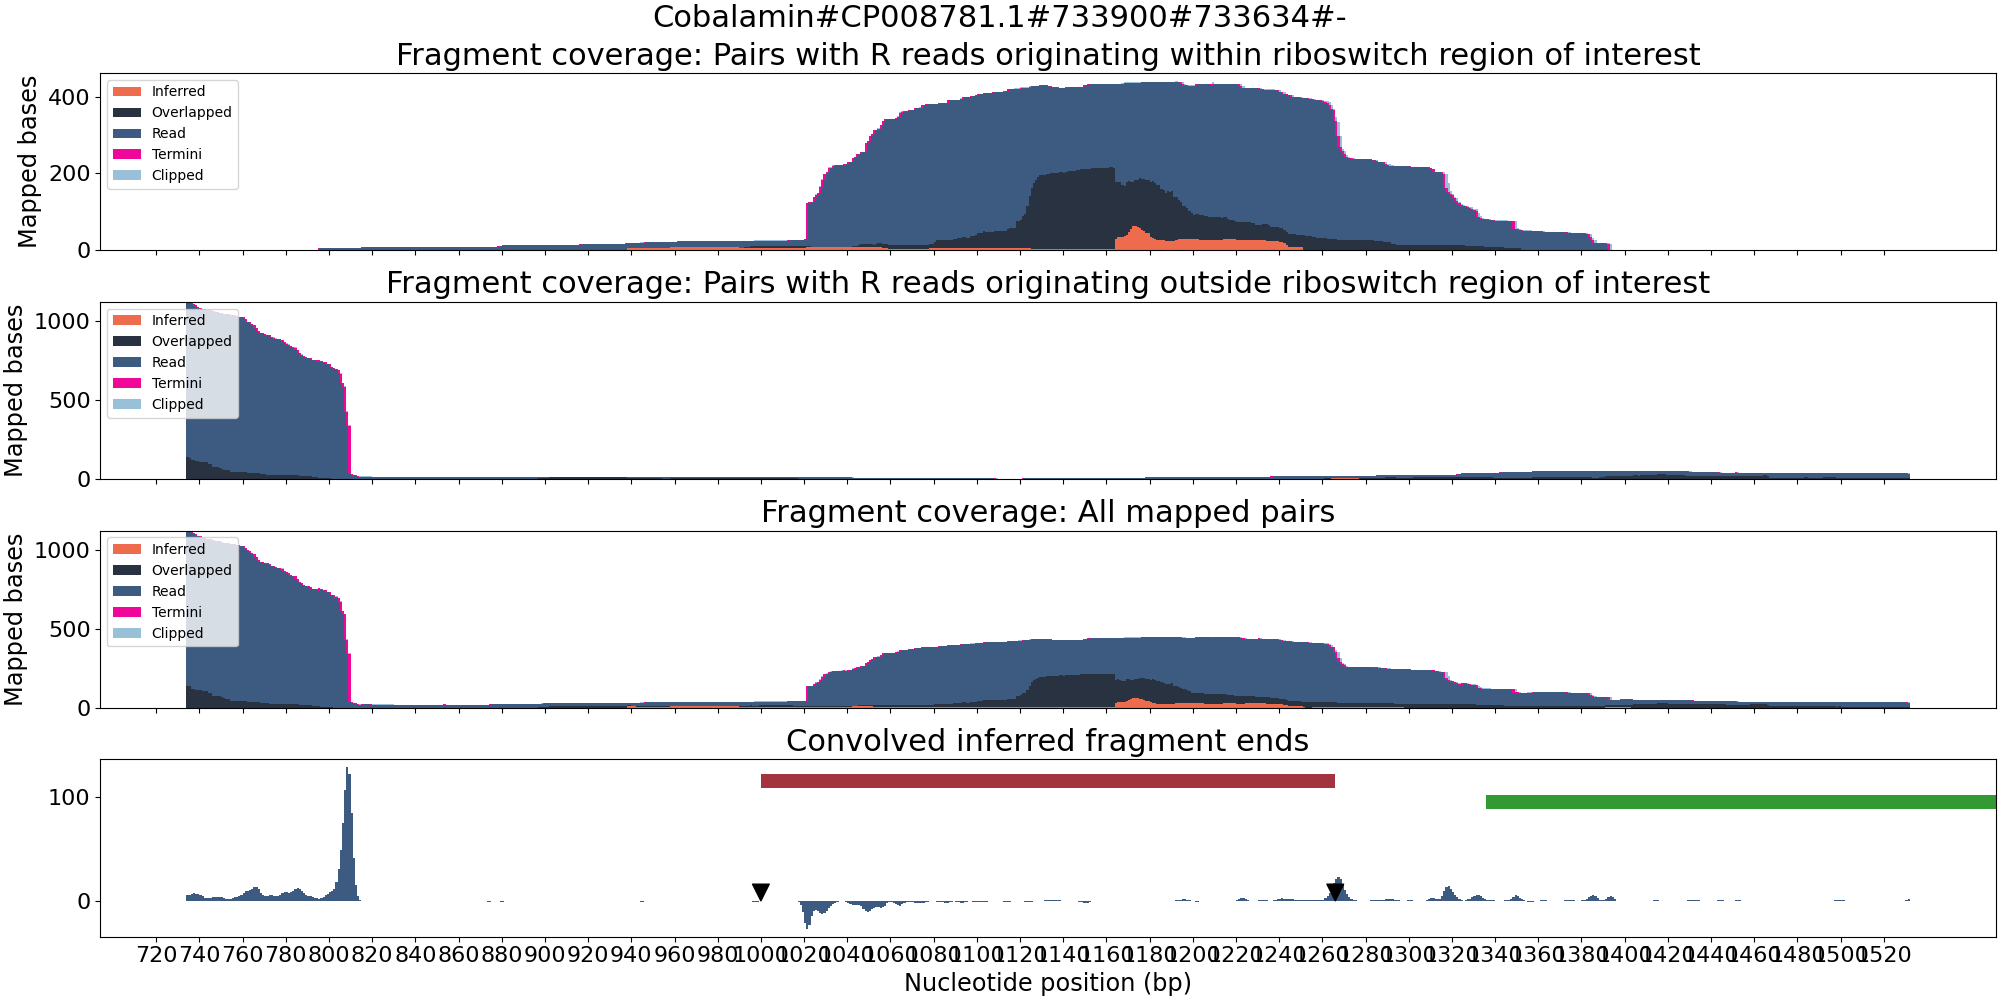 Cobalamin#CP008781.1#733900#733634#-
Fragment coverage: Pairs with R reads originating within riboswitch region of interest
Mapped bases
400
200
0
Inferred
Overlapped
Read
Termini
Clipped
Fragment coverage: Pairs with R reads originating outside riboswitch region of interest
Mapped bases
1000
500
0
Inferred
Overlapped
Read
Termini
Clipped
Fragment coverage: All mapped pairs
Mapped bases
1000
500
0
Inferred
Overlapped
Read
Termini
Clipped
Convolved inferred fragment ends
100
0
720 740 760 780 800 820 840 860 880 900 920 940 960 980 1000 1020 1040 1060 1080 1100 1120 1140 1160 1180 1200 1220 1240 1260 1280 1300 1320 1340 1360 1380 1400 1420 1440 1460 1480 1500 1520
Nucleotide position (bp)